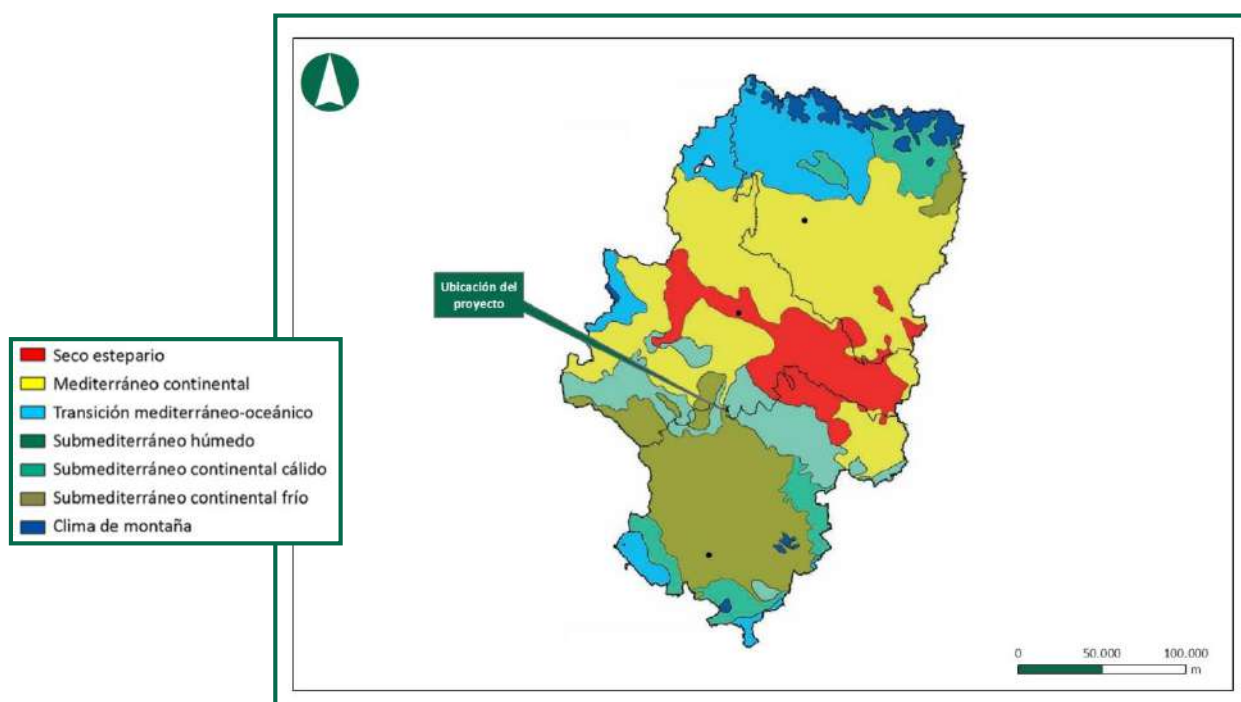 Ubicación del
proyecto
Seco estepario
Mediterráneo continental
Transición mediterráneo-oceánico
Submediterráneo húmedo
Submediterráneo continental cálido
Submediterráneo continental frío
Clima de montaña
0 50.000 100.000
m